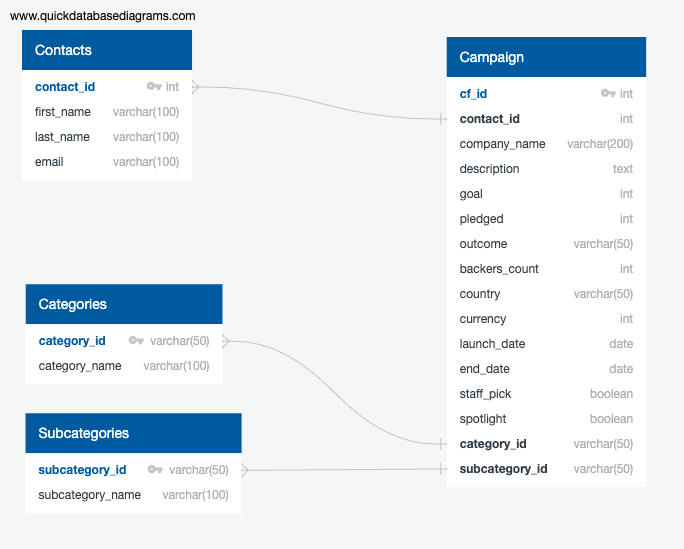 www.quickdatabasediagrams.com
Contacts
contact_id int
first_name varchar(100)
last_name varchar(100)
email varchar(100)
Campaign
cf_id int
contact_id int
company_name varchar(200)
description text
goal int
pledged int
outcome varchar(50)
backers_count int
country varchar(50)
currency int
launch_date date
end_date date
staff_pick boolean
spotlight boolean
category_id varchar(50)
subcategory_id varchar(50)
Categories
category_id varchar(50)
category_name varchar(100)
Subcategories
subcategory_id varchar(50)
subcategory_name varchar(100)